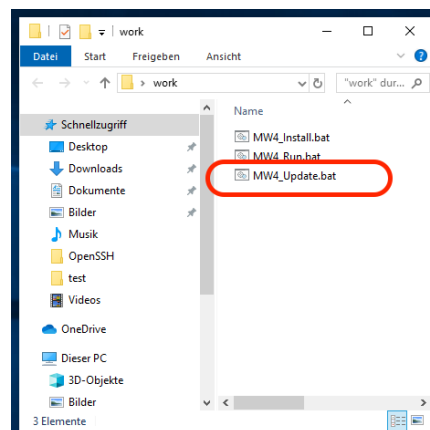 work
Datei Start Freigeben Ansicht
work "work" dur...
Name
Schnellzugriff
Desktop
Downloads
Dokumente
Bilder
Musik
OpenSSH
test
Videos
OneDrive
Dieser PC
3D-Objekte
Bilder
MW4_Install.bat
MW4_Run.bat
MW4_Update.bat
3 Elemente